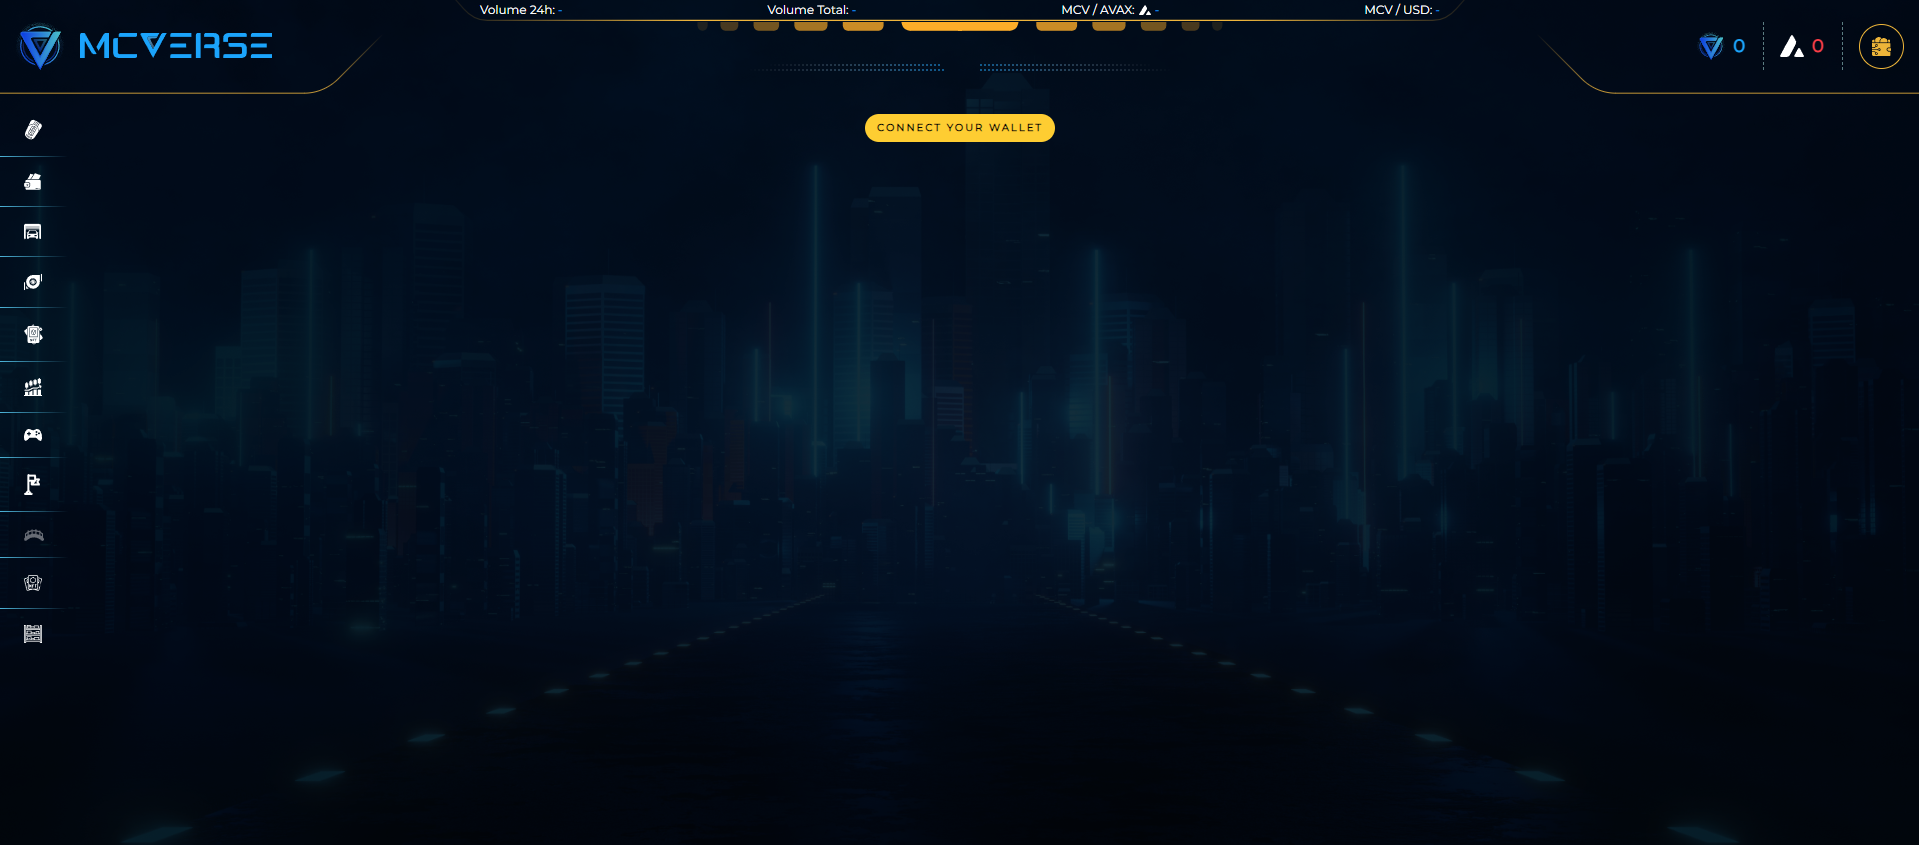 Volume 24h: -
Volume Total: -
MCV / AVAX: -
MCV / USD: -
MCVERSE
0
0
CONNECT YOUR WALLET